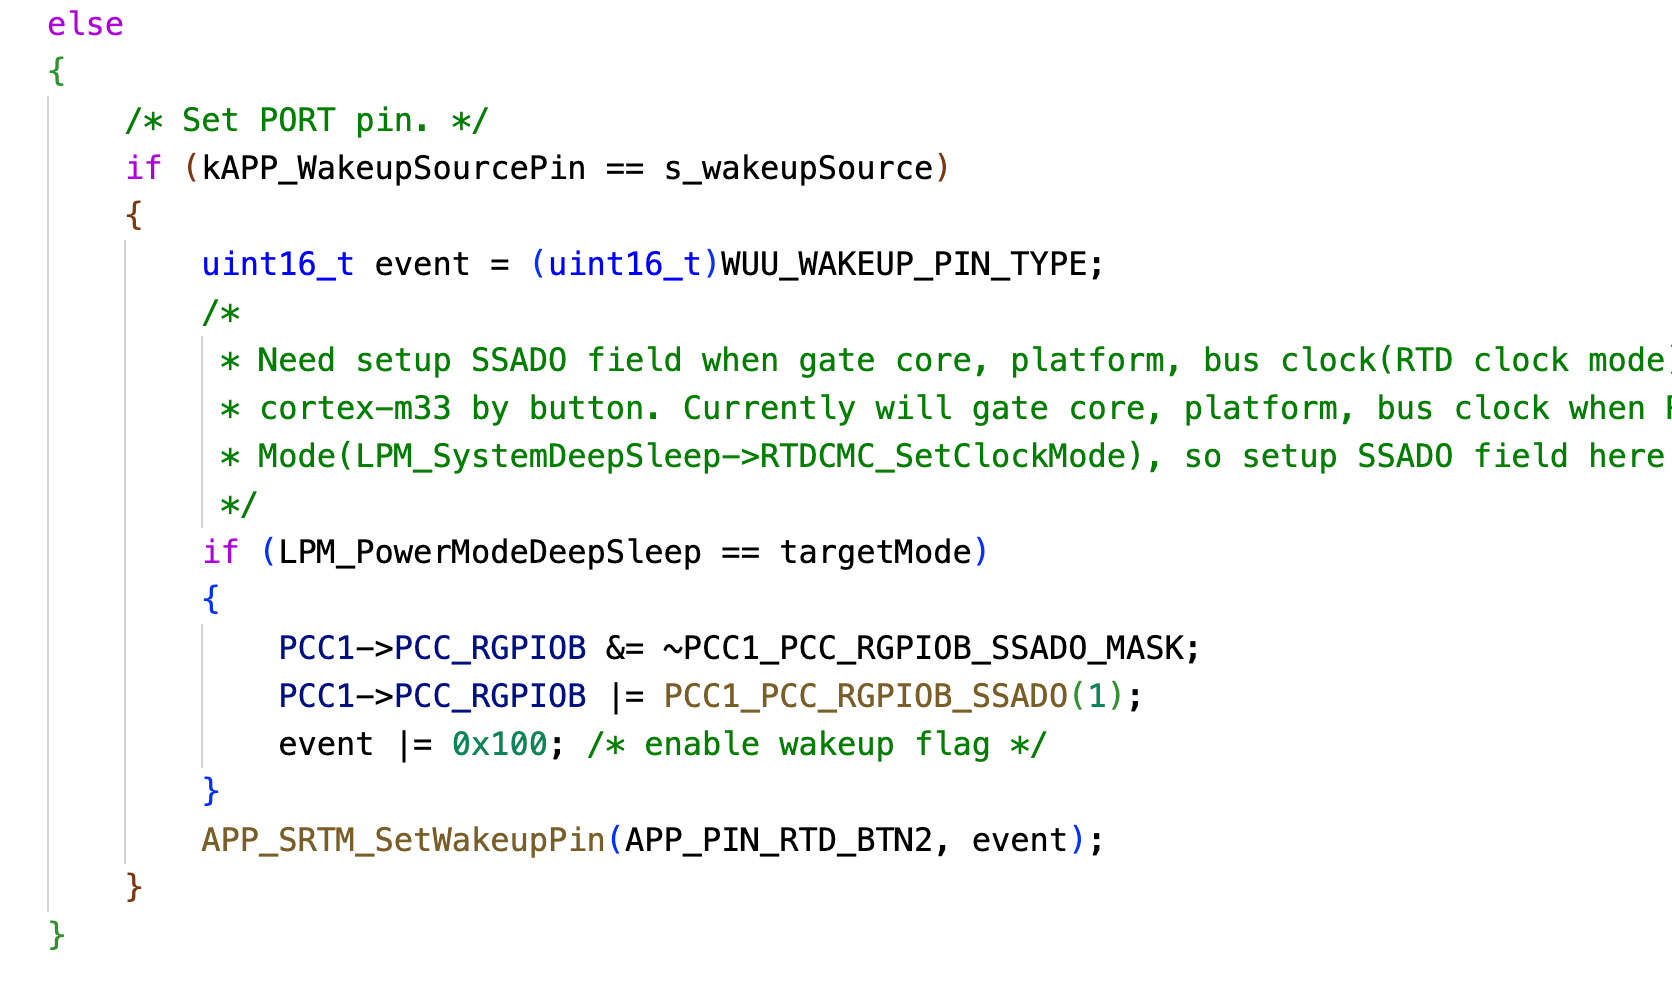 else
{
/* Set PORT pin. */
if (kAPP_WakeupSourcePin == s_wakeupSource)
{
uint16_t event = (uint16_t)WUU_WAKEUP_PIN_TYPE;
/*
* Need setup SSADO field when gate core, platform, bus clock(RTD clock mode)
* cortex-m33 by button. Currently will gate core, platform, bus clock when
* Mode(LPM_SystemDeepSleep->RTDCMC_SetClockMode), so setup SSADO field here
*/
if (LPM_PowerModeDeepSleep == targetMode)
{
PCC1->PCC_RGPIOB &= ~PCC1_PCC_RGPIOB_SSADO_MASK;
PCC1->PCC_RGPIOB |= PCC1_PCC_RGPIOB_SSADO(1);
event |= 0x100; /* enable wakeup flag */
}
APP_SRTM_SetWakeupPin(APP_PIN_RTD_BTN2, event);
}
}